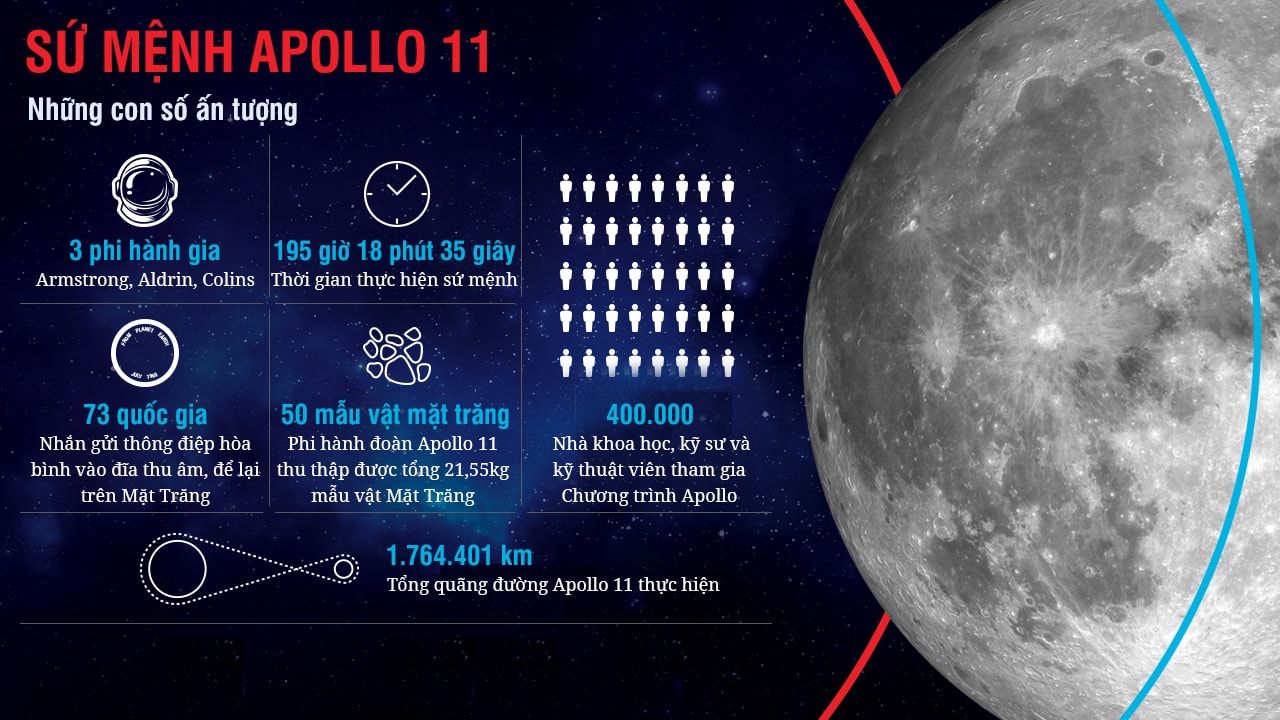 SỨ MỆNH APOLLO 11
Những con số ấn tượng
3 phi hành gia
Armstrong, Aldrin, Colins
195 giờ 18 phút 35 giây
Thời gian thực hiện sứ mệnh
FROM PLANET EARTH
JULY 1969
73 quốc gia
Nhắn gửi thông điệp hòa
bình vào đĩa thu âm, để lại
trên Mặt Trăng
50 mẫu vật mặt trăng
Phi hành đoàn Apollo 11
thu thập được tổng 21,55kg
mẫu vật Mặt Trăng
400.000
Nhà khoa học, kỹ sư và
kỹ thuật viên tham gia
Chương trình Apollo
1.764.401 km
Tổng quãng đường Apollo 11 thực hiện